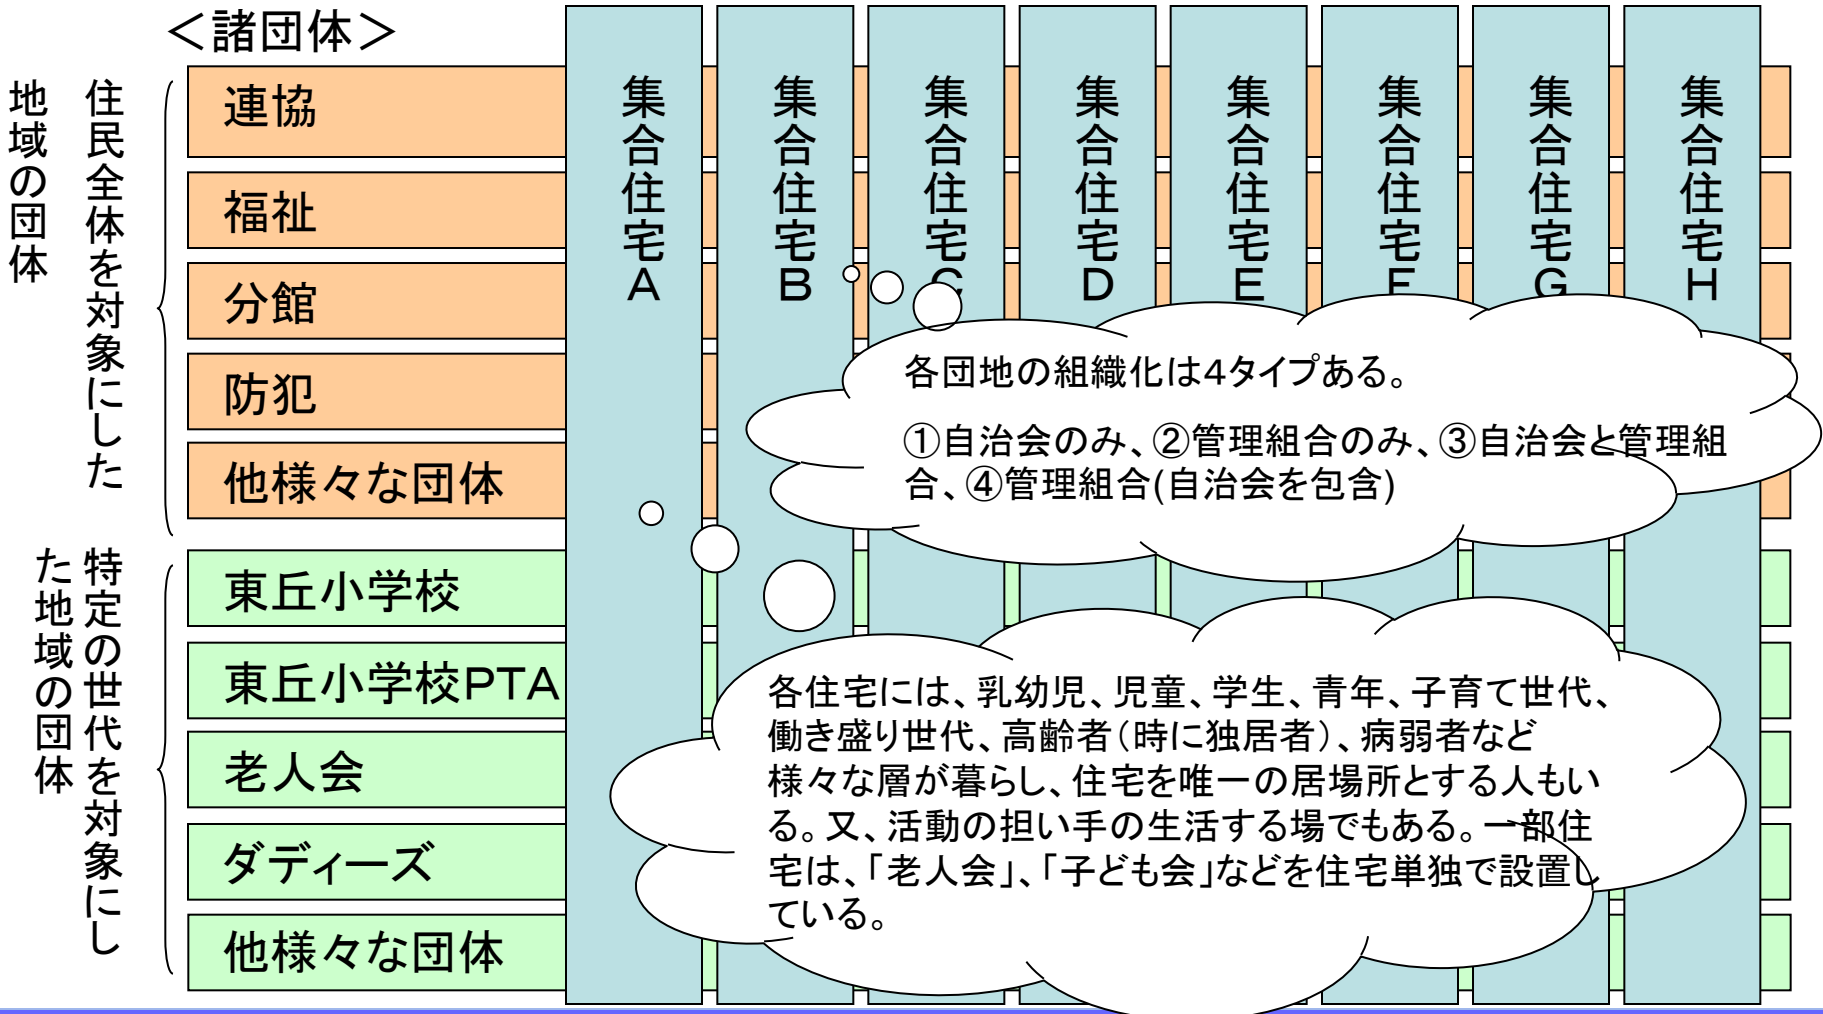 ＜諸団体＞
住民全体を対象にした
地域の団体
連協
福祉
分館
防犯
他様々な団体
特定の世代を対象にし
た地域の団体
東丘小学校
東丘小学校PTA
老人会
ダディーズ
他様々な団体
集合住宅A
集合住宅B
集合住宅C
集合住宅D
集合住宅E
集合住宅F
集合住宅G
集合住宅H
各団地の組織化は4タイプある。
①自治会のみ、②管理組合のみ、③自治会と管理組
合、④管理組合(自治会を包含)
各住宅には、乳幼児、児童、学生、青年、子育て世代、
働き盛り世代、高齢者（時に独居者）、病弱者など
様々な層が暮らし、住宅を唯一の居場所とする人もい
る。又、活動の担い手の生活する場でもある。一部住
宅は、「老人会」、「子ども会」などを住宅単独で設置し
ている。